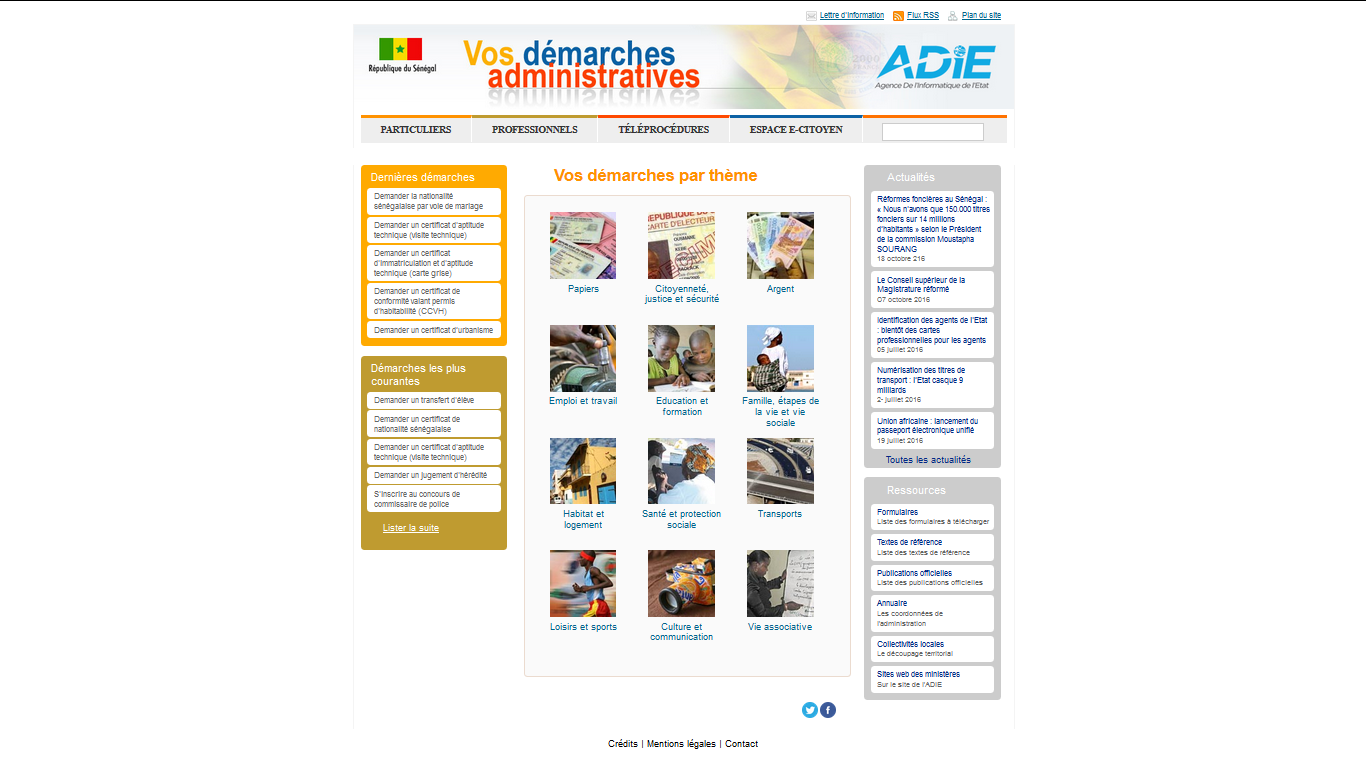 Lettre d'information Flux RSS Plan du site
République du Sénégal
Vos démarches
administratives
ADIE
Agence De l'Informatique de l'Etat
PARTICULIERS PROFESSIONNELS TÉLÉPROCÉDURES ESPACE E-CITOYEN
Dernières démarches
Demander la nationalité
sénégalaise par voie de mariage
Demander un certificat d'aptitude
technique (visite technique)
Demander un certificat
d'immatriculation et d'aptitude
technique (carte grise)
Demander un certificat de
conformité valant permis
d'habitabilité (CCVH)
Demander un certificat d'urbanisme
Démarches les plus
courantes
Demander un transfert d'élève
Demander un certificat de
nationalité sénégalaise
Demander un certificat d'aptitude
technique (visite technique)
Demander un jugement d'hérédité
S'inscrire au concours de
commissaire de police
Lister la suite
Vos démarches par thème
REPUBLIQUE DU
CARTE D'ELECTEUR
Papiers
Citoyenneté,
justice et sécurité
Argent
Emploi et travail
Education et
formation
Famille, étapes de
la vie et vie
sociale
Habitat et
logement
Santé et protection
sociale
Transports
Loisirs et sports
Culture et
communication
Vie associative
Actualités
Réformes foncières au Sénégal :
« Nous n'avons que 150.000 titres
fonciers sur 14 millions
d'habitants » selon le Président
de la commission Moustapha
SOURANG
18 octobre 216
Le Conseil supérieur de la
Magistrature réformé
07 octobre 2016
Identification des agents de l'Etat
: bientôt des cartes
professionnelles pour les agents
05 juillet 2016
Numérisation des titres de
transport : l'Etat casque 9
milliards
2- juillet 2016
Union africaine : lancement du
passeport électronique unifié
19 juillet 2016
Toutes les actualités
Ressources
Formulaires
Liste des formulaires à télécharger
Textes de référence
Liste des textes de référence
Publications officielles
Liste des publications officielles
Annuaire
Les coordonnées de
l'administration
Collectivités locales
Le découpage territorial
Sites web des ministères
Sur le site de l'ADIE
Crédits | Mentions légales | Contact